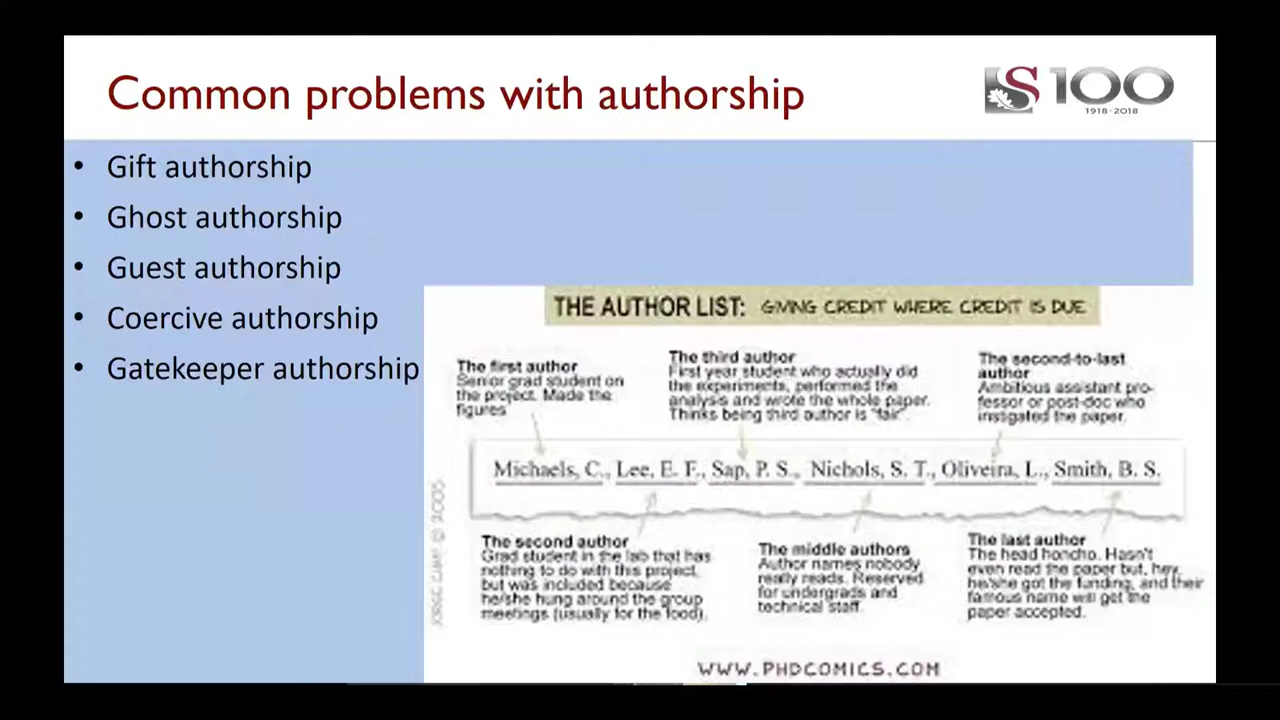 Common problems with authorship
S100
1918-2018
• Gift authorship
• Ghost authorship
• Guest authorship
• Coercive authorship
• Gatekeeper authorship
THE AUTHOR LIST: GIVING CREDIT WHERE CREDIT IS DUE
The first author
Senior grad student on
the project. Made the
figures.
The third author
First year student who actually did
the experiments, performed the
analysis and wrote the whole paper.
Thinks being third author is "fair".
The second-to-last
author
Ambitious assistant pro-
fessor or post-doc who
instigated the paper.
Michaels, C., Lee, E. F., Sap, P. S., Nichols, S. T., Oliveira, L., Smith, B. S.
The second author
Grad student in the lab that has
nothing to do with this project,
but was included because
he/she hung around the group
meetings (usually for the food).
The middle authors
Author names nobody
really reads. Reserved
for undergrads and
technical staff.
The last author
The head honcho. Hasn't
even read the paper but, hey,
he/she got the funding, and their
famous name will get the
paper accepted.
JORGE CHAM © 2005
WWW.PHDCOMICS.COM